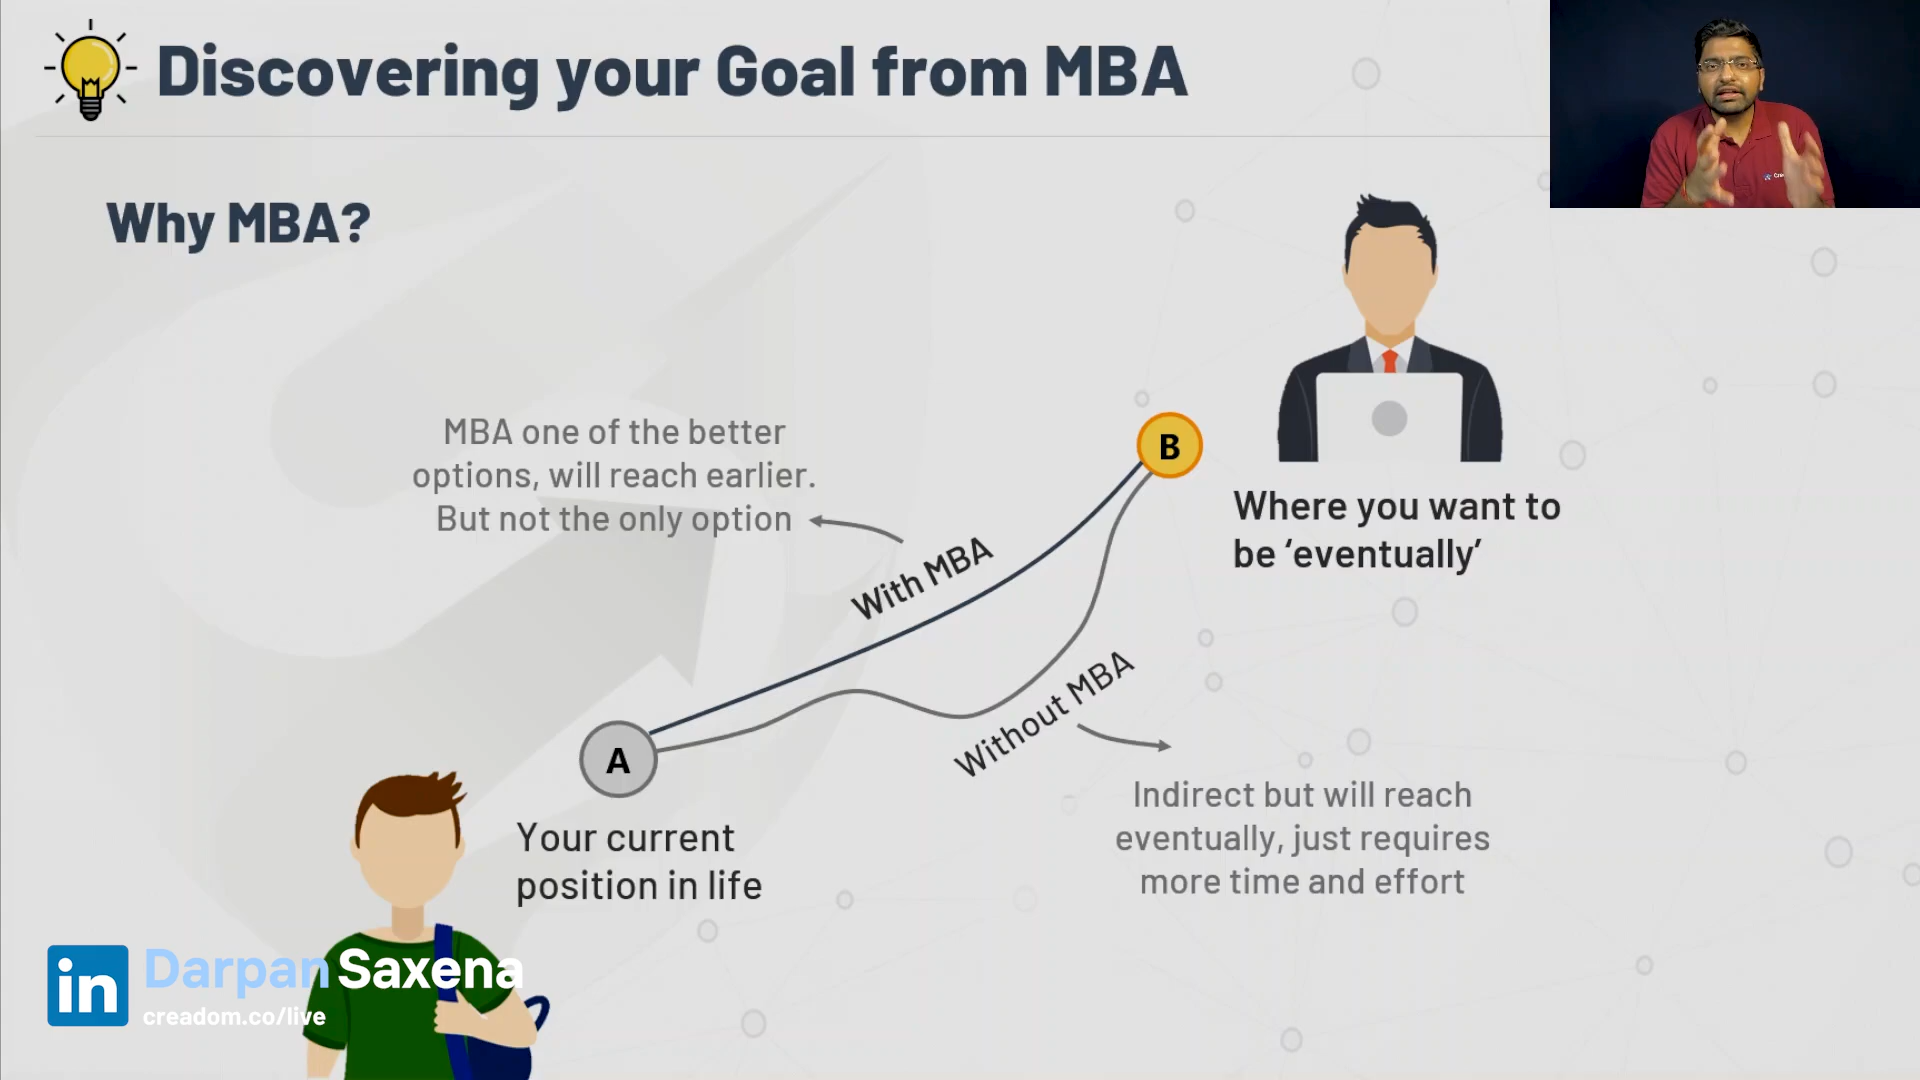 Discovering your Goal from MBA
Why MBA?
MBA one of the better
options, will reach earlier.
But not the only option
With MBA
B
Where you want to
be ‘eventually’
Without MBA
A
Your current
position in life
Indirect but will reach
eventually, just requires
more time and effort
in
Darpan Saxena
creadom.co/live